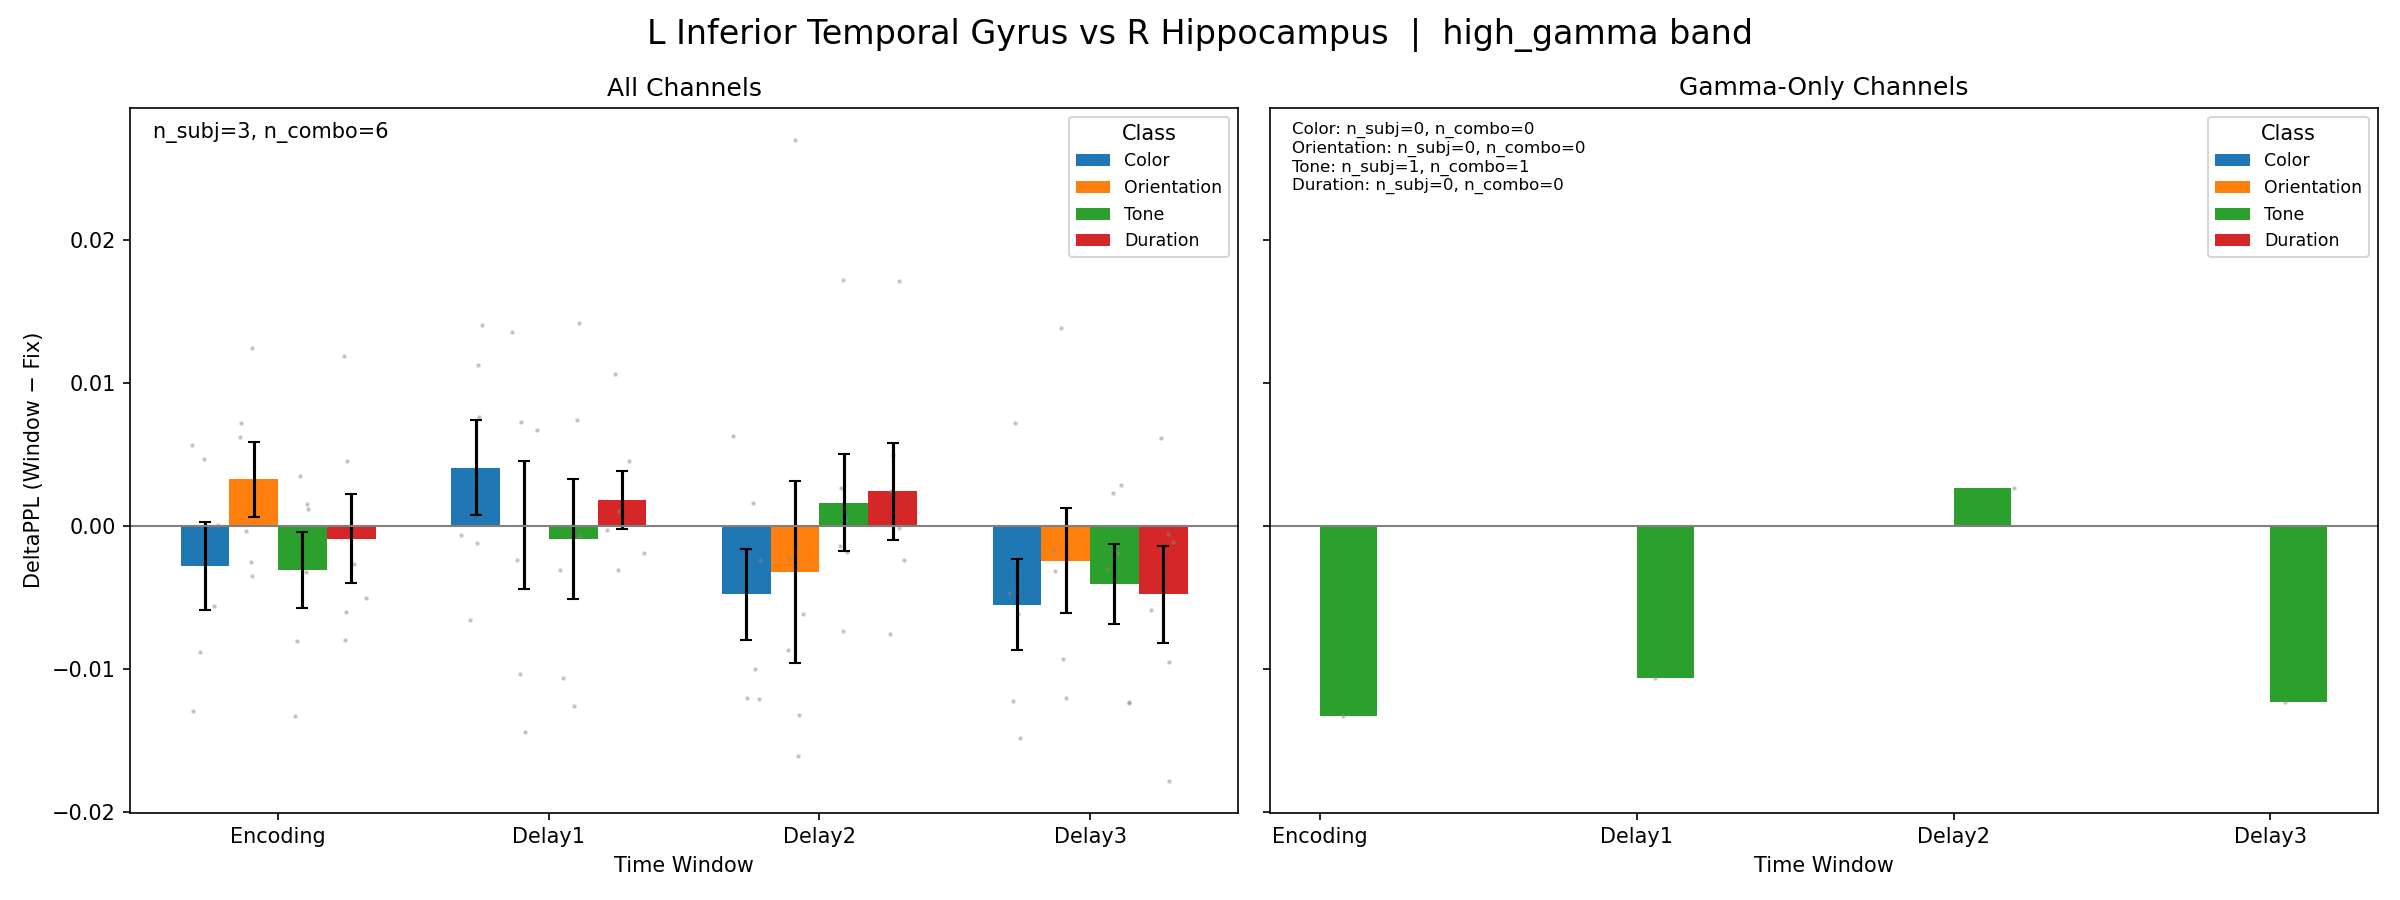 L Inferior Temporal Gyrus vs R Hippocampus | high_gamma band
All Channels
n_subj=3, n_combo=6
Class
Color
Orientation
Tone
Duration
DeltaPPL (Window − Fix)
0.02
0.01
0.00
−0.01
−0.02
Encoding
Delay1
Delay2
Delay3
Time Window
Gamma-Only Channels
Color: n_subj=0, n_combo=0
Orientation: n_subj=0, n_combo=0
Tone: n_subj=1, n_combo=1
Duration: n_subj=0, n_combo=0
Class
Color
Orientation
Tone
Duration
Encoding
Delay1
Delay2
Delay3
Time Window